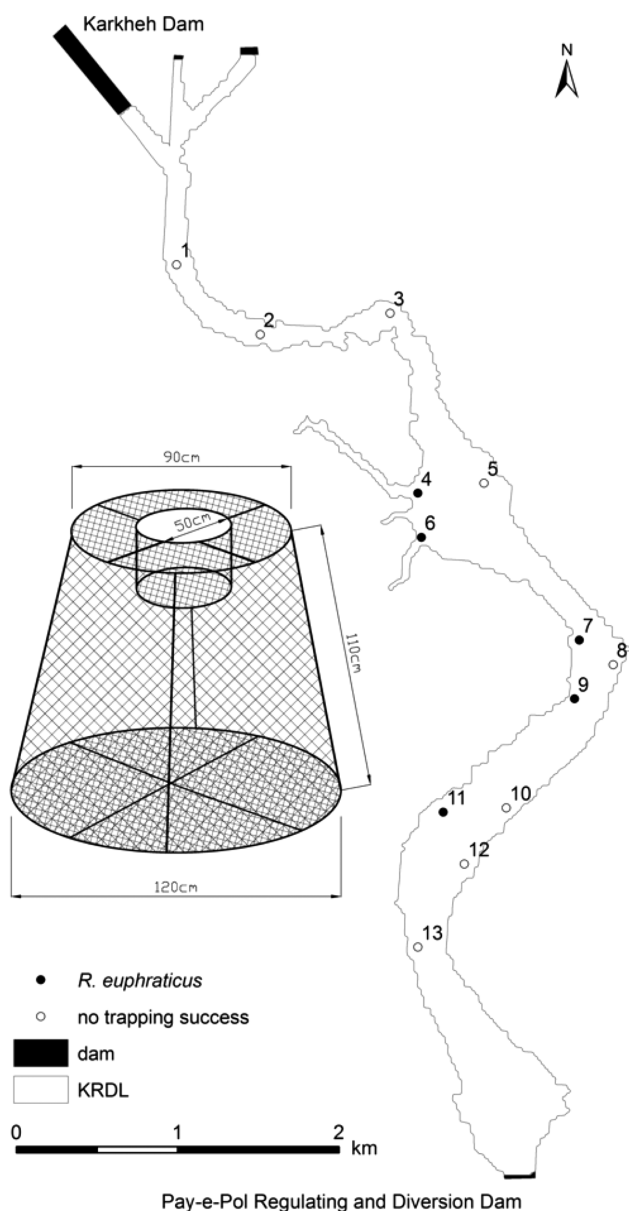 Karkheh Dam
N
1
2
3
90cm
50cm
4
5
6
110cm
7
8
9
10
11
12
120cm
13
R. euphraticus
no trapping success
dam
KRDL
0 1 2 km
Pay-e-Pol Regulating and Diversion Dam